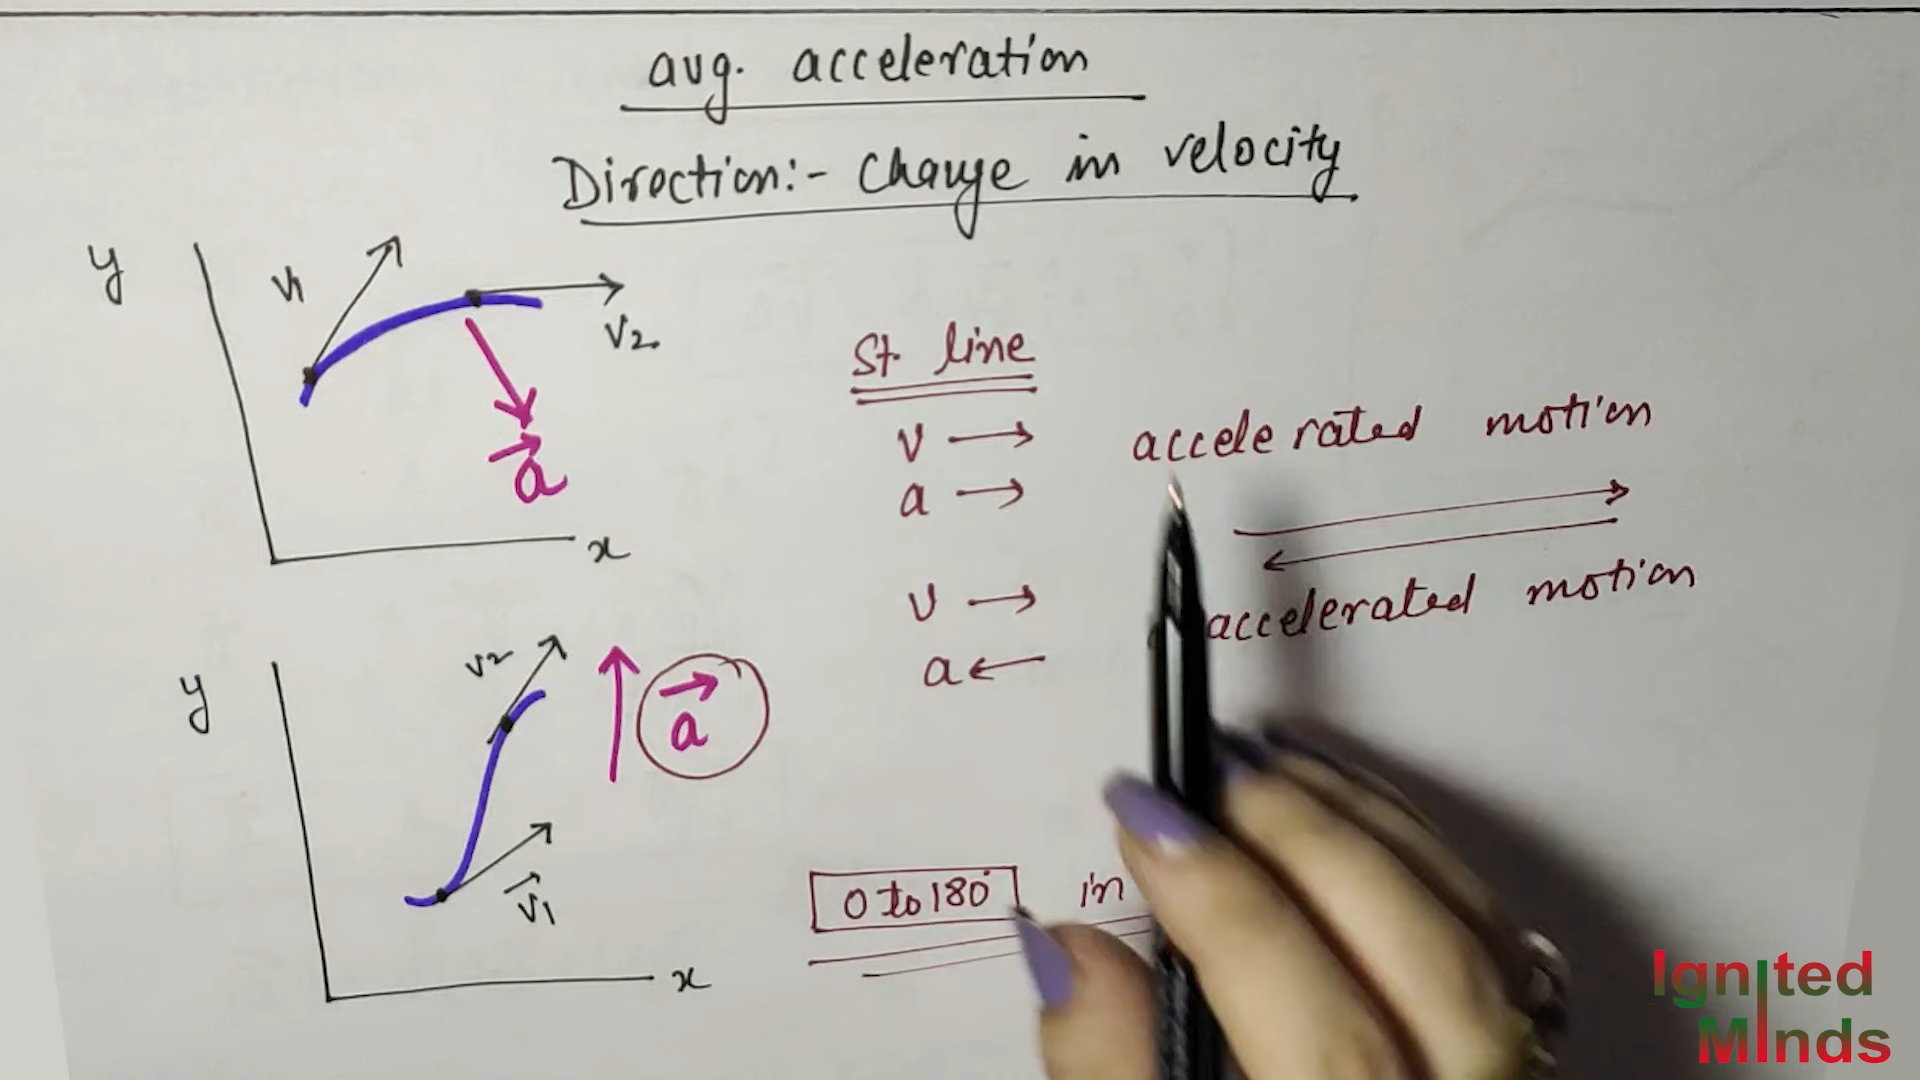 avg. acceleration
Direction:- Change in velocity
y
v1
v2.
a
x
St. line
v →
a →
accelerated motion
v →
a ←
accelerated motion
y
v2
a
v1
x
0 to 180° in
Ignited
Minds